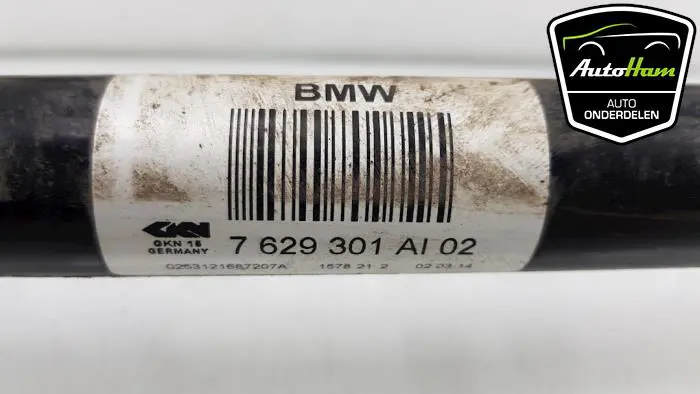 BMW
GKN
GKN 18
GERMANY
7 629 301 AI 02
0253121687207A 1578 21 2 02 03 14
AutoHam
AUTO
ONDERDELEN